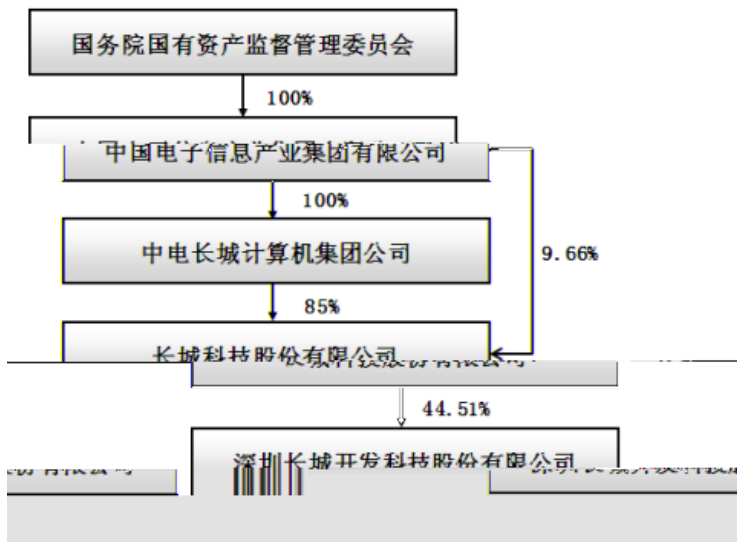 国务院国有资产监督管理委员会
100%
中国电子信息产业集团有限公司
100%
中电长城计算机集团公司
9.66%
85%
长城科技股份有限公司
44.51%
深圳长城开发科技股份有限公司